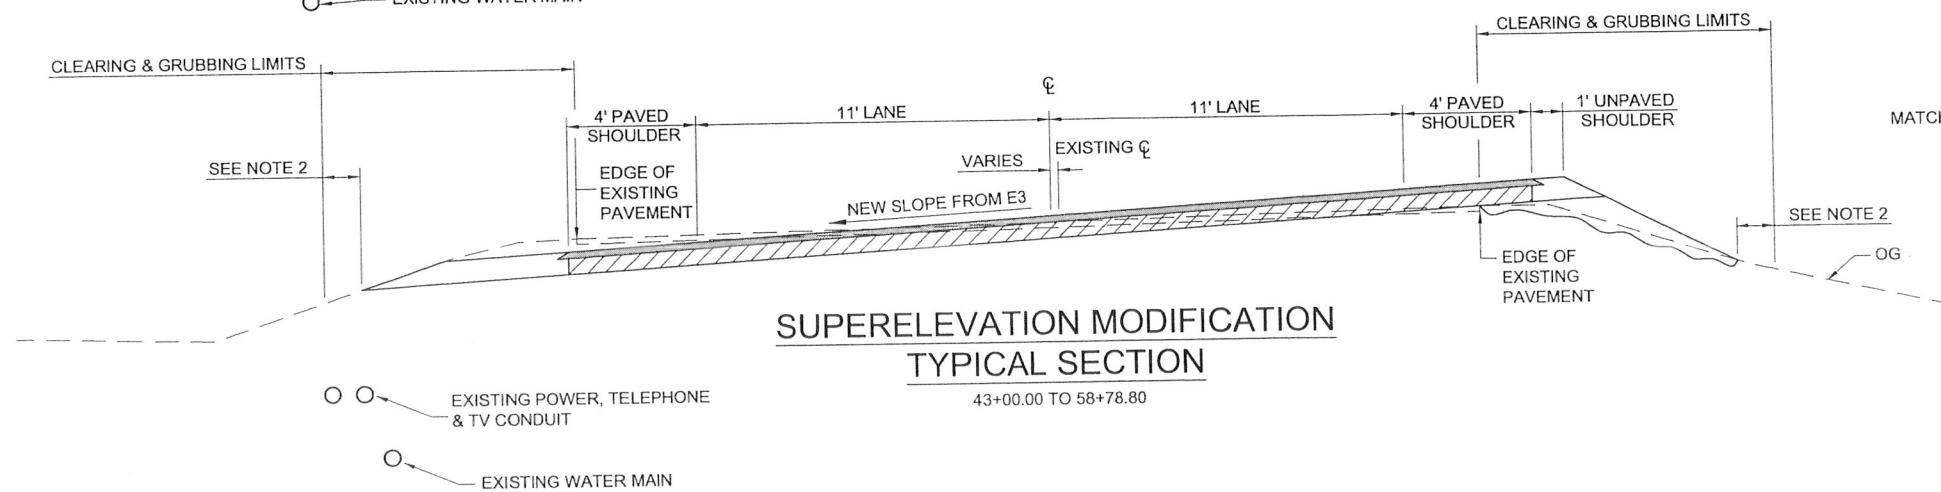 EXISTING WATER MAIN
CLEARING & GRUBBING LIMITS
CLEARING & GRUBBING LIMITS
℄
4' PAVED
SHOULDER
11' LANE
11' LANE
4' PAVED
SHOULDER
1' UNPAVED
SHOULDER
MATCH
SEE NOTE 2
EDGE OF
EXISTING
PAVEMENT
VARIES
EXISTING ℄
NEW SLOPE FROM E3
SEE NOTE 2
EDGE OF
EXISTING
PAVEMENT
OG
SUPERELEVATION MODIFICATION
TYPICAL SECTION
43+00.00 TO 58+78.80
EXISTING POWER, TELEPHONE
& TV CONDUIT
EXISTING WATER MAIN